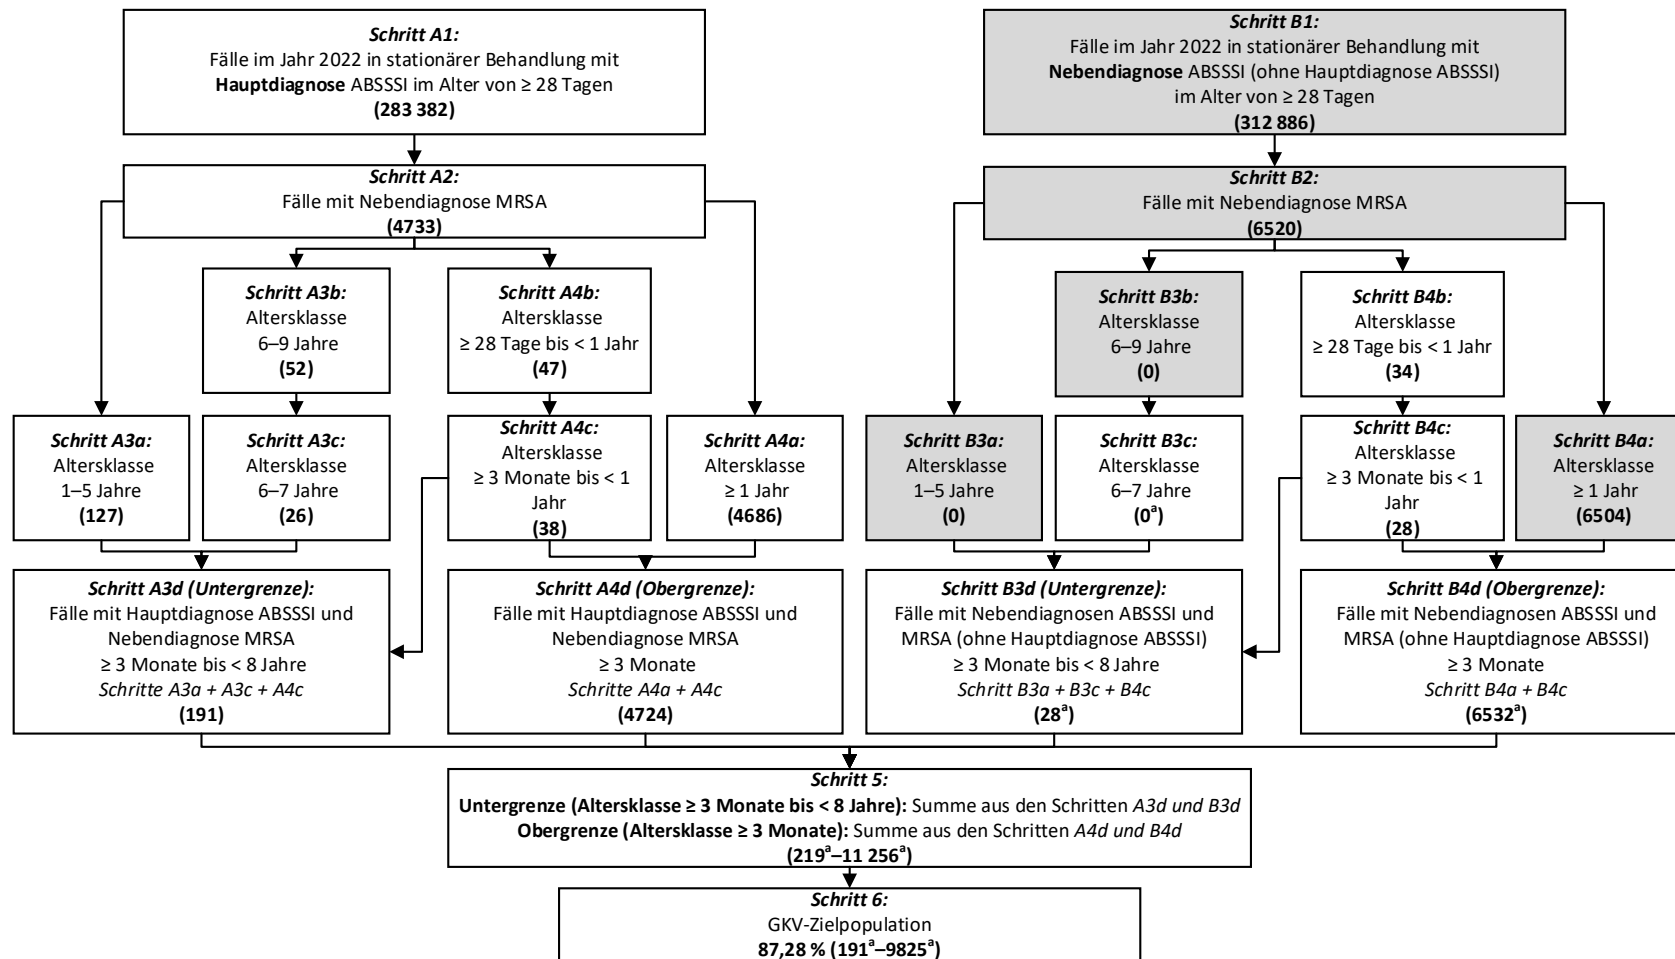 Schritt A1:
Fälle im Jahr 2022 in stationärer Behandlung mit
Hauptdiagnose ABSSSI im Alter von ≥ 28 Tagen
(283 382)
Schritt B1:
Fälle im Jahr 2022 in stationärer Behandlung mit
Nebendiagnose ABSSSI (ohne Hauptdiagnose ABSSSI)
im Alter von ≥ 28 Tagen
(312 886)
Schritt A2:
Fälle mit Nebendiagnose MRSA
(4733)
Schritt B2:
Fälle mit Nebendiagnose MRSA
(6520)
Schritt A3b:
Altersklasse
6–9 Jahre
(52)
Schritt A4b:
Altersklasse
≥ 28 Tage bis < 1 Jahr
(47)
Schritt B3b:
Altersklasse
6–9 Jahre
(0)
Schritt B4b:
Altersklasse
≥ 28 Tage bis < 1 Jahr
(34)
Schritt A3a:
Altersklasse
1–5 Jahre
(127)
Schritt A3c:
Altersklasse
6–7 Jahre
(26)
Schritt A4c:
Altersklasse
≥ 3 Monate bis < 1
Jahr
(38)
Schritt A4a:
Altersklasse
≥ 1 Jahr
(4686)
Schritt B3a:
Altersklasse
1–5 Jahre
(0)
Schritt B3c:
Altersklasse
6–7 Jahre
(0ᵃ)
Schritt B4c:
Altersklasse
≥ 3 Monate bis < 1
Jahr
(28)
Schritt B4a:
Altersklasse
≥ 1 Jahr
(6504)
Schritt A3d (Untergrenze):
Fälle mit Hauptdiagnose ABSSSI und
Nebendiagnose MRSA
≥ 3 Monate bis < 8 Jahre
Schritte A3a + A3c + A4c
(191)
Schritt A4d (Obergrenze):
Fälle mit Hauptdiagnose ABSSSI und
Nebendiagnose MRSA
≥ 3 Monate
Schritte A4a + A4c
(4724)
Schritt B3d (Untergrenze):
Fälle mit Nebendiagnosen ABSSSI und
MRSA (ohne Hauptdiagnose ABSSSI)
≥ 3 Monate bis < 8 Jahre
Schritt B3a + B3c + B4c
(28ᵃ)
Schritt B4d (Obergrenze):
Fälle mit Nebendiagnosen ABSSSI und
MRSA (ohne Hauptdiagnose ABSSSI)
≥ 3 Monate
Schritt B4a + B4c
(6532ᵃ)
Schritt 5:
Untergrenze (Altersklasse ≥ 3 Monate bis < 8 Jahre): Summe aus den Schritten A3d und B3d
Obergrenze (Altersklasse ≥ 3 Monate): Summe aus den Schritten A4d und B4d
(219ᵃ–11 256ᵃ)
Schritt 6:
GKV-Zielpopulation
87,28 % (191ᵃ–9825ᵃ)